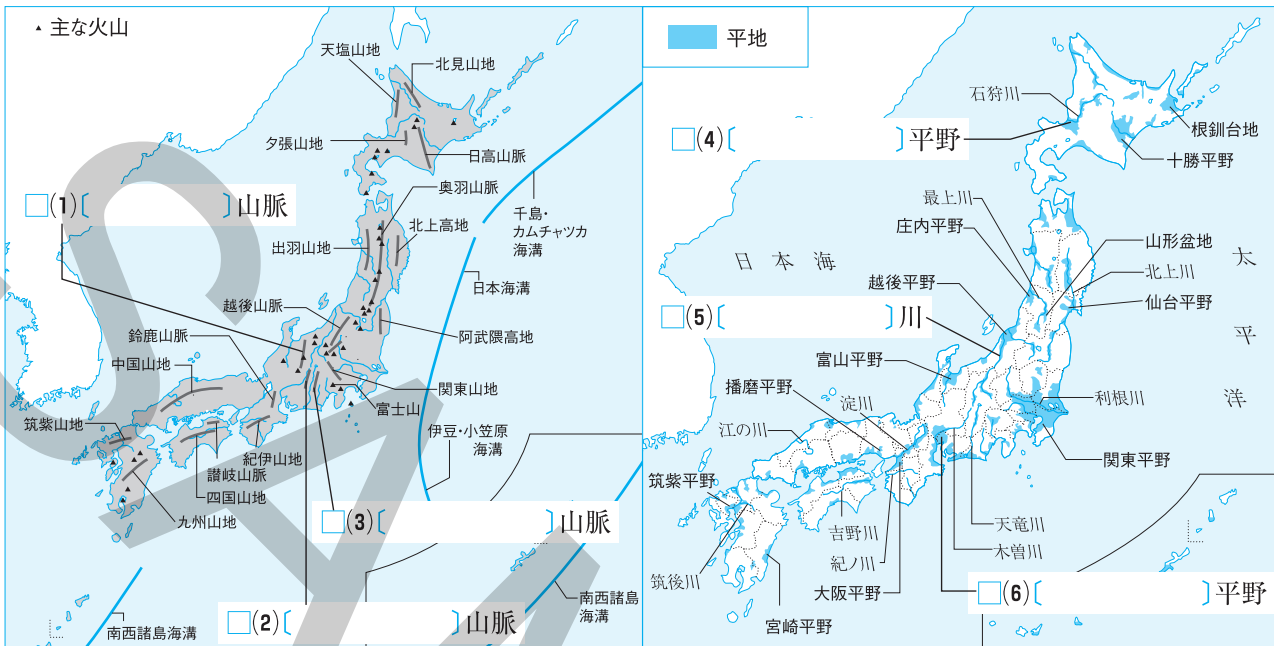 ▲ 主な火山
天塩山地
北見山地
夕張山地
日高山脈
□(1)〔　　　〕山脈
奥羽山脈
北上高地
千島・
カムチャツカ
海溝
出羽山地
日本海溝
越後山脈
鈴鹿山脈
阿武隈高地
中国山地
関東山地
富士山
筑紫山地
伊豆・小笠原
海溝
紀伊山地
讃岐山脈
四国山地
九州山地
□(3)〔　　　〕山脈
□(2)〔　　　〕山脈
南西諸島
海溝
南西諸島海溝
平地
石狩川
□(4)〔　　　〕平野
根釧台地
十勝平野
最上川
庄内平野
山形盆地
日本海
北上川
越後平野
仙台平野
太平洋
□(5)〔　　　〕川
富山平野
播磨平野
淀川
利根川
江の川
関東平野
筑紫平野
天竜川
吉野川
木曽川
紀ノ川
筑後川
大阪平野
□(6)〔　　　〕平野
宮崎平野
SAM